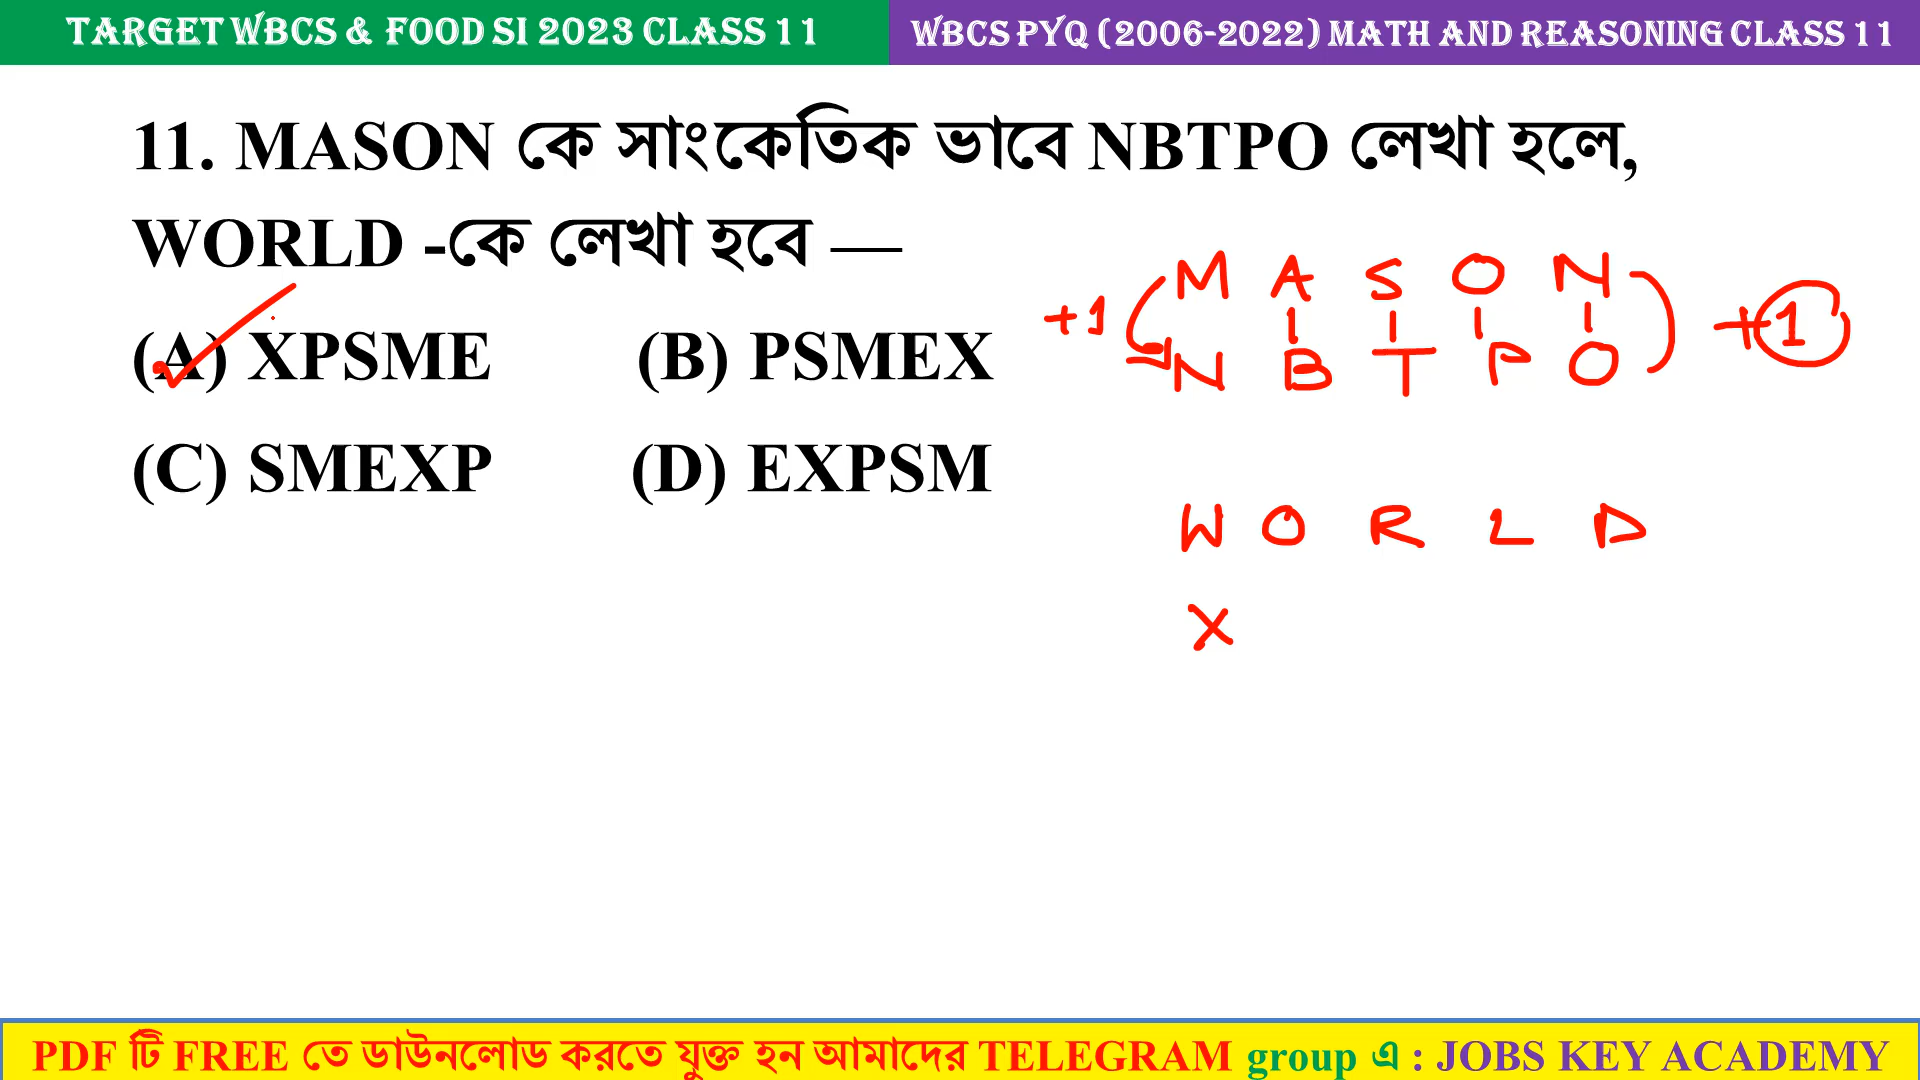 TARGET WBCS & FOOD SI 2023 CLASS 11
WBCS PYQ (2006-2022) MATH AND REASONING CLASS 11
11. MASON কে সাংকেতিক ভাবে NBTPO লেখা হলে,
WORLD -কে লেখা হবে —
(A) XPSME (B) PSMEX
(C) SMEXP (D) EXPSM
M A S O N
+1 +1
N B T P O
W O R L D
X
PDF টি FREE তে ডাউনলোড করতে যুক্ত হন আমাদের TELEGRAM group এ : JOBS KEY ACADEMY